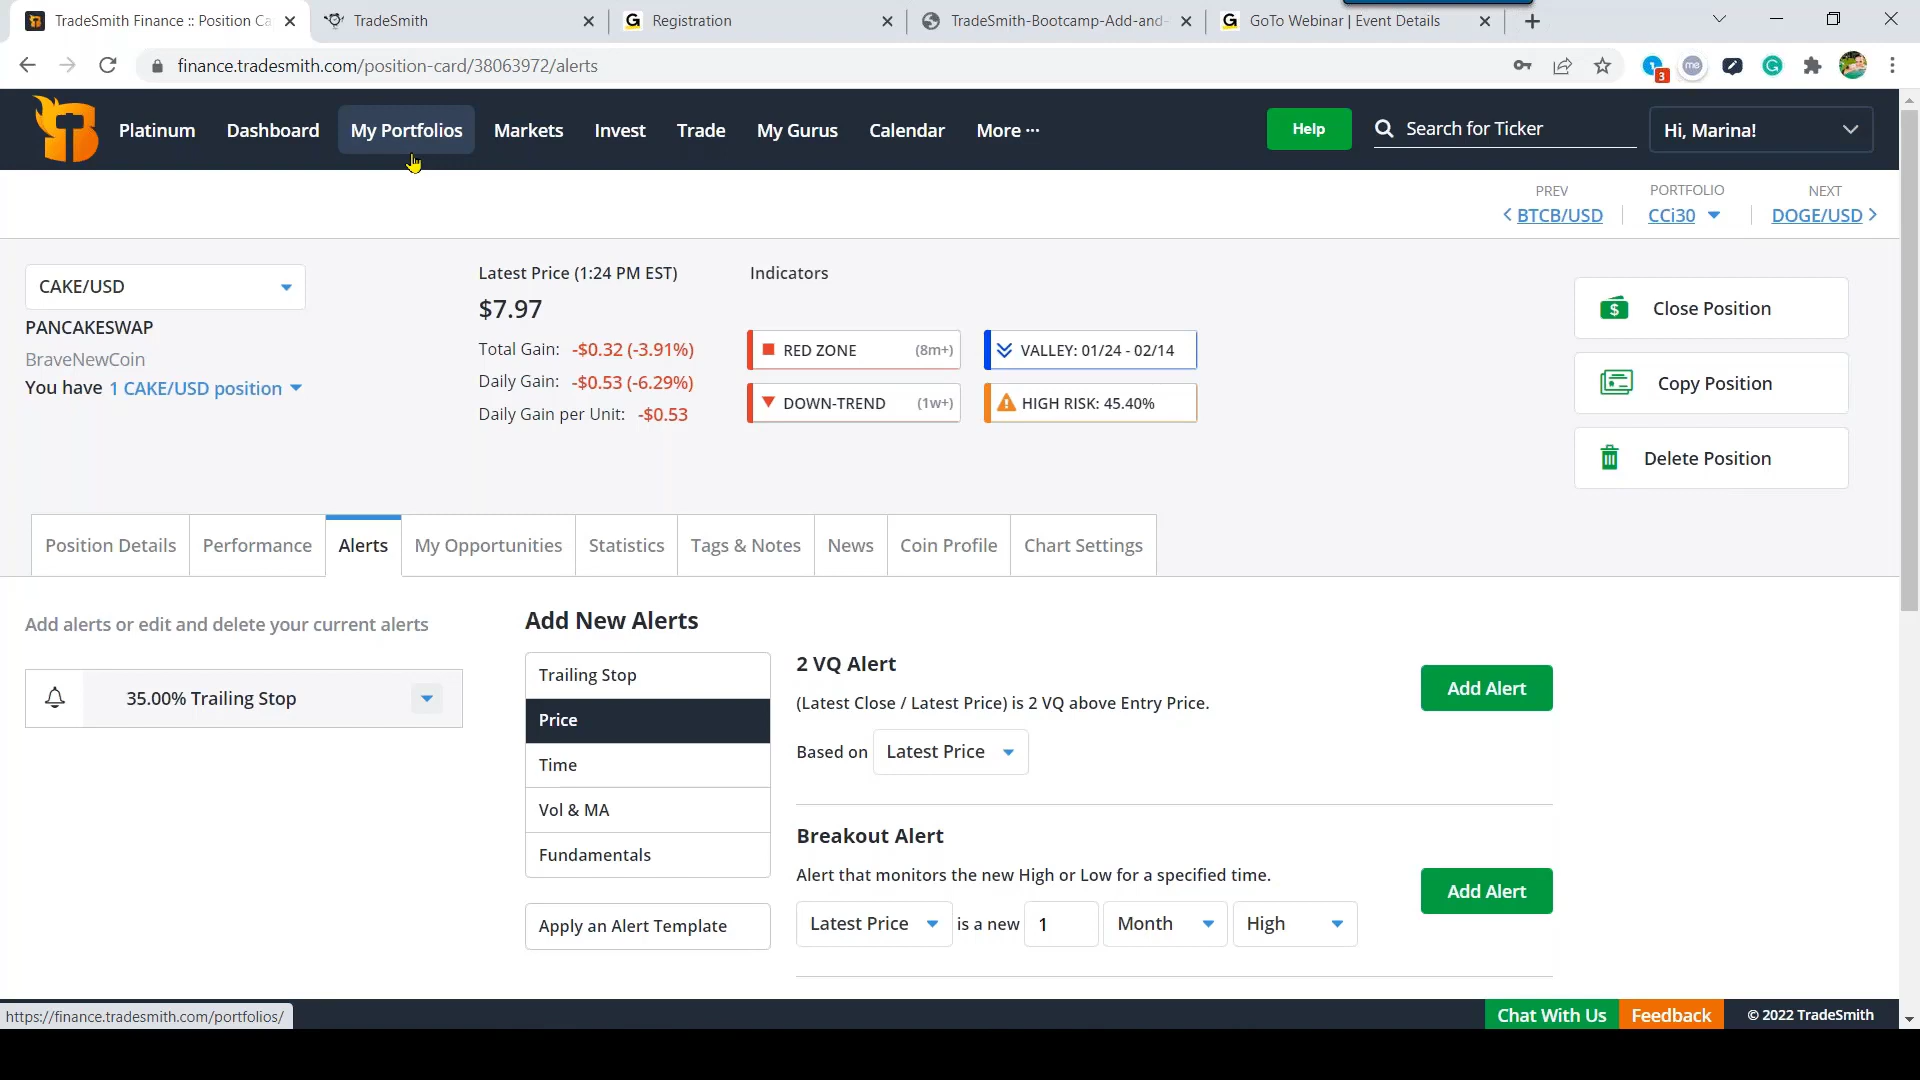 TradeSmith Finance :: Position Ca
TradeSmith
Registration
TradeSmith-Bootcamp-Add-and-
GoTo Webinar | Event Details
finance.tradesmith.com/position-card/38063972/alerts
3
Platinum
Dashboard
My Portfolios
Markets
Invest
Trade
My Gurus
Calendar
More ···
Help
Search for Ticker
Hi, Marina!
PREV
PORTFOLIO
NEXT
BTCB/USD
CCi30
DOGE/USD
CAKE/USD
PANCAKESWAP
BraveNewCoin
You have 1 CAKE/USD position
Latest Price (1:24 PM EST)
$7.97
Total Gain: -$0.32 (-3.91%)
Daily Gain: -$0.53 (-6.29%)
Daily Gain per Unit: -$0.53
Indicators
RED ZONE (8m+)
VALLEY: 01/24 - 02/14
DOWN-TREND (1w+)
HIGH RISK: 45.40%
Close Position
Copy Position
Delete Position
Position Details
Performance
Alerts
My Opportunities
Statistics
Tags & Notes
News
Coin Profile
Chart Settings
Add alerts or edit and delete your current alerts
35.00% Trailing Stop
Add New Alerts
Trailing Stop
Price
Time
Vol & MA
Fundamentals
Apply an Alert Template
2 VQ Alert
(Latest Close / Latest Price) is 2 VQ above Entry Price.
Based on Latest Price
Add Alert
Breakout Alert
Alert that monitors the new High or Low for a specified time.
Latest Price is a new 1 Month High
Add Alert
https://finance.tradesmith.com/portfolios/
Chat With Us
Feedback
© 2022 TradeSmith